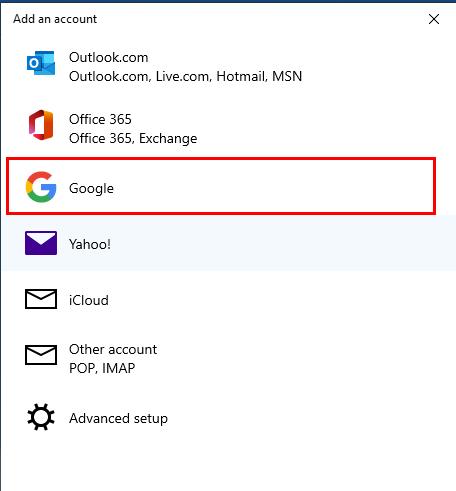 Add an account
Outlook.com
Outlook.com, Live.com, Hotmail, MSN
Office 365
Office 365, Exchange
Google
Yahoo!
iCloud
Other account
POP, IMAP
Advanced setup